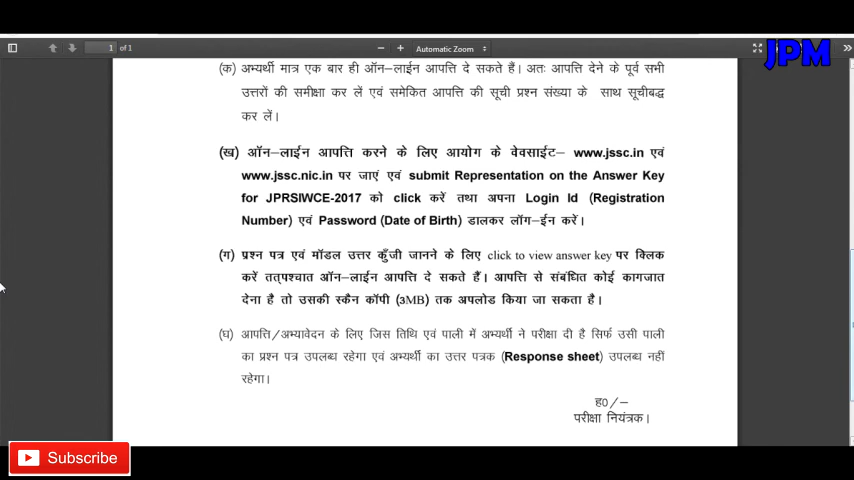 1 of 1
Automatic Zoom
JPM
(क) अभ्यर्थी मात्र एक बार ही ऑन–लाईन आपत्ति दे सकते हैं। अतः आपत्ति देने के पूर्व सभी
उत्तरों की समीक्षा कर लें एवं समेकित आपत्ति की सूची प्रश्न संख्या के साथ सूचीबद्ध
कर लें।
(ख) ऑन–लाईन आपत्ति करने के लिए आयोग के वेवसाईट– www.jssc.in एवं
www.jssc.nic.in पर जाएं एवं submit Representation on the Answer Key
for JPRSIWCE-2017 को click करें तथा अपना Login Id (Registration
Number) एवं Password (Date of Birth) डालकर लॉग–ईन करें।
(ग) प्रश्न पत्र एवं मॉडल उत्तर कुँजी जानने के लिए click to view answer key पर क्लिक
करें तत्पश्चात ऑन–लाईन आपत्ति दे सकते हैं। आपत्ति से संबंधित कोई कागजात
देना है तो उसकी स्कैन कॉपी (3MB) तक अपलोड किया जा सकता है।
(घ) आपत्ति/अभ्यावेदन के लिए जिस तिथि एवं पाली में अभ्यर्थी ने परीक्षा दी है सिर्फ उसी पाली
का प्रश्न पत्र उपलब्ध रहेगा एवं अभ्यर्थी का उत्तर पत्रक (Response sheet) उपलब्ध नहीं
रहेगा।
ह0/–
परीक्षा नियंत्रक।
Subscribe